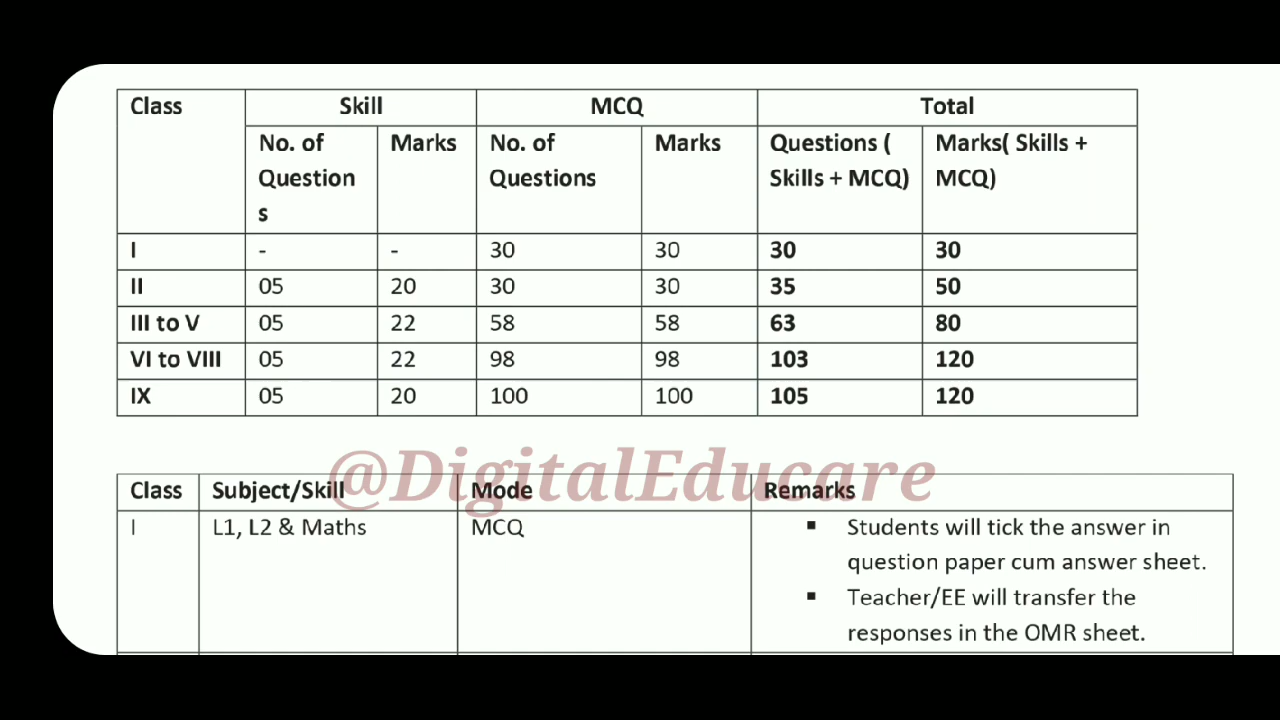 Class Skill MCQ Total
No. of Question s Marks No. of Questions Marks Questions ( Skills + MCQ) Marks( Skills + MCQ)
I - - 30 30 30 30
II 05 20 30 30 35 50
III to V 05 22 58 58 63 80
VI to VIII 05 22 98 98 103 120
IX 05 20 100 100 105 120
@DigitalEducare
Class Subject/Skill Mode Remarks
I L1, L2 & Maths MCQ ▪ Students will tick the answer in
question paper cum answer sheet.
▪ Teacher/EE will transfer the
responses in the OMR sheet.